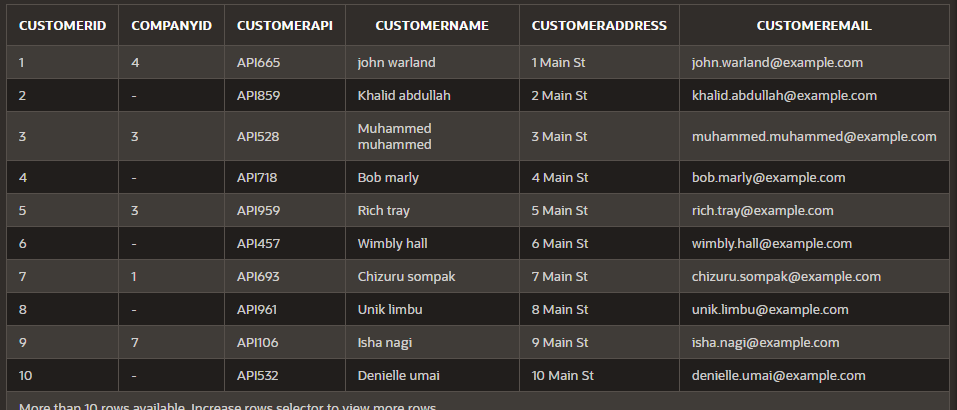 CUSTOMERID COMPANYID CUSTOMERAPI CUSTOMERNAME CUSTOMERADDRESS CUSTOMEREMAIL
1 4 API665 john warland 1 Main St john.warland@example.com
2 - API859 Khalid abdullah 2 Main St khalid.abdullah@example.com
3 3 API528 Muhammed muhammed 3 Main St muhammed.muhammed@example.com
4 - API718 Bob marly 4 Main St bob.marly@example.com
5 3 API959 Rich tray 5 Main St rich.tray@example.com
6 - API457 Wimbly hall 6 Main St wimbly.hall@example.com
7 1 API693 Chizuru sompak 7 Main St chizuru.sompak@example.com
8 - API961 Unik limbu 8 Main St unik.limbu@example.com
9 7 API106 Isha nagi 9 Main St isha.nagi@example.com
10 - API532 Denielle umai 10 Main St denielle.umai@example.com
More than 10 rows available. Increase rows selector to view more rows.